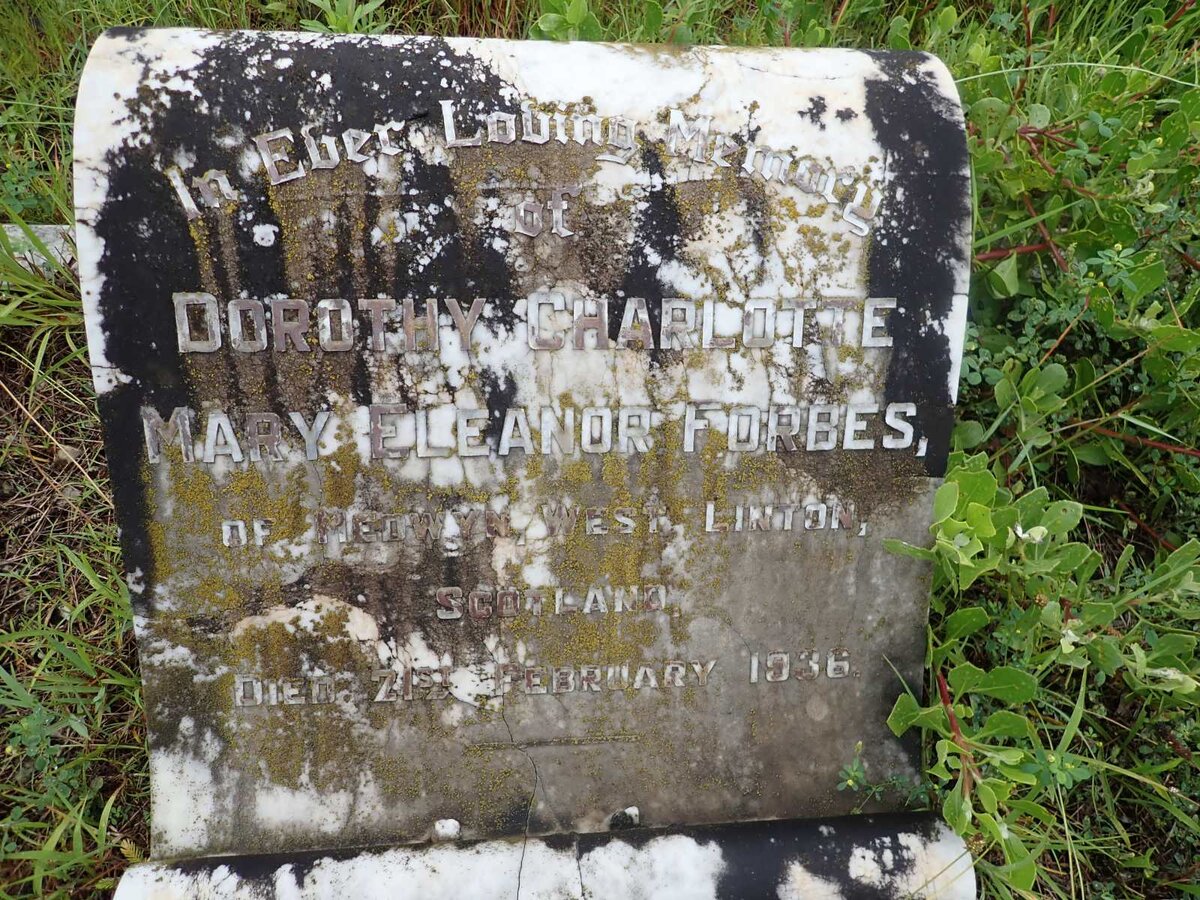 In Ever Loving Memory
of
DOROTHY CHARLOTTE
MARY ELEANOR FORBES,
OF MEDWYN, WEST LINTON,
SCOTLAND.
DIED 21ST FEBRUARY 1936.